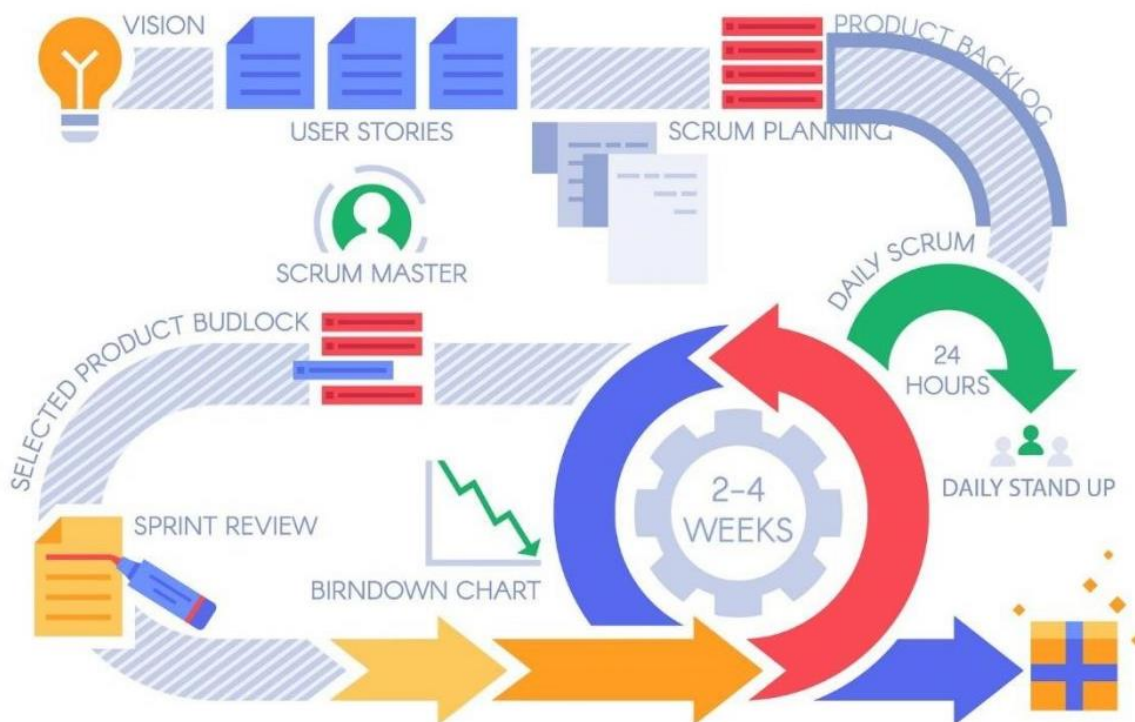 VISION
USER STORIES
SCRUM PLANNING
PRODUCT BACKLOG
SCRUM MASTER
DAILY SCRUM
24
HOURS
DAILY STAND UP
SELECTED PRODUCT BUDLOCK
2-4
WEEKS
SPRINT REVIEW
BIRNDOWN CHART